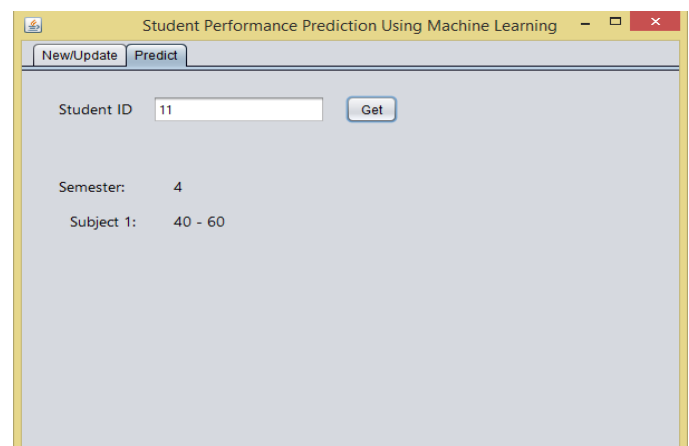 Student Performance Prediction Using Machine Learning
New/Update Predict
Student ID 11 Get
Semester: 4
Subject 1: 40 - 60